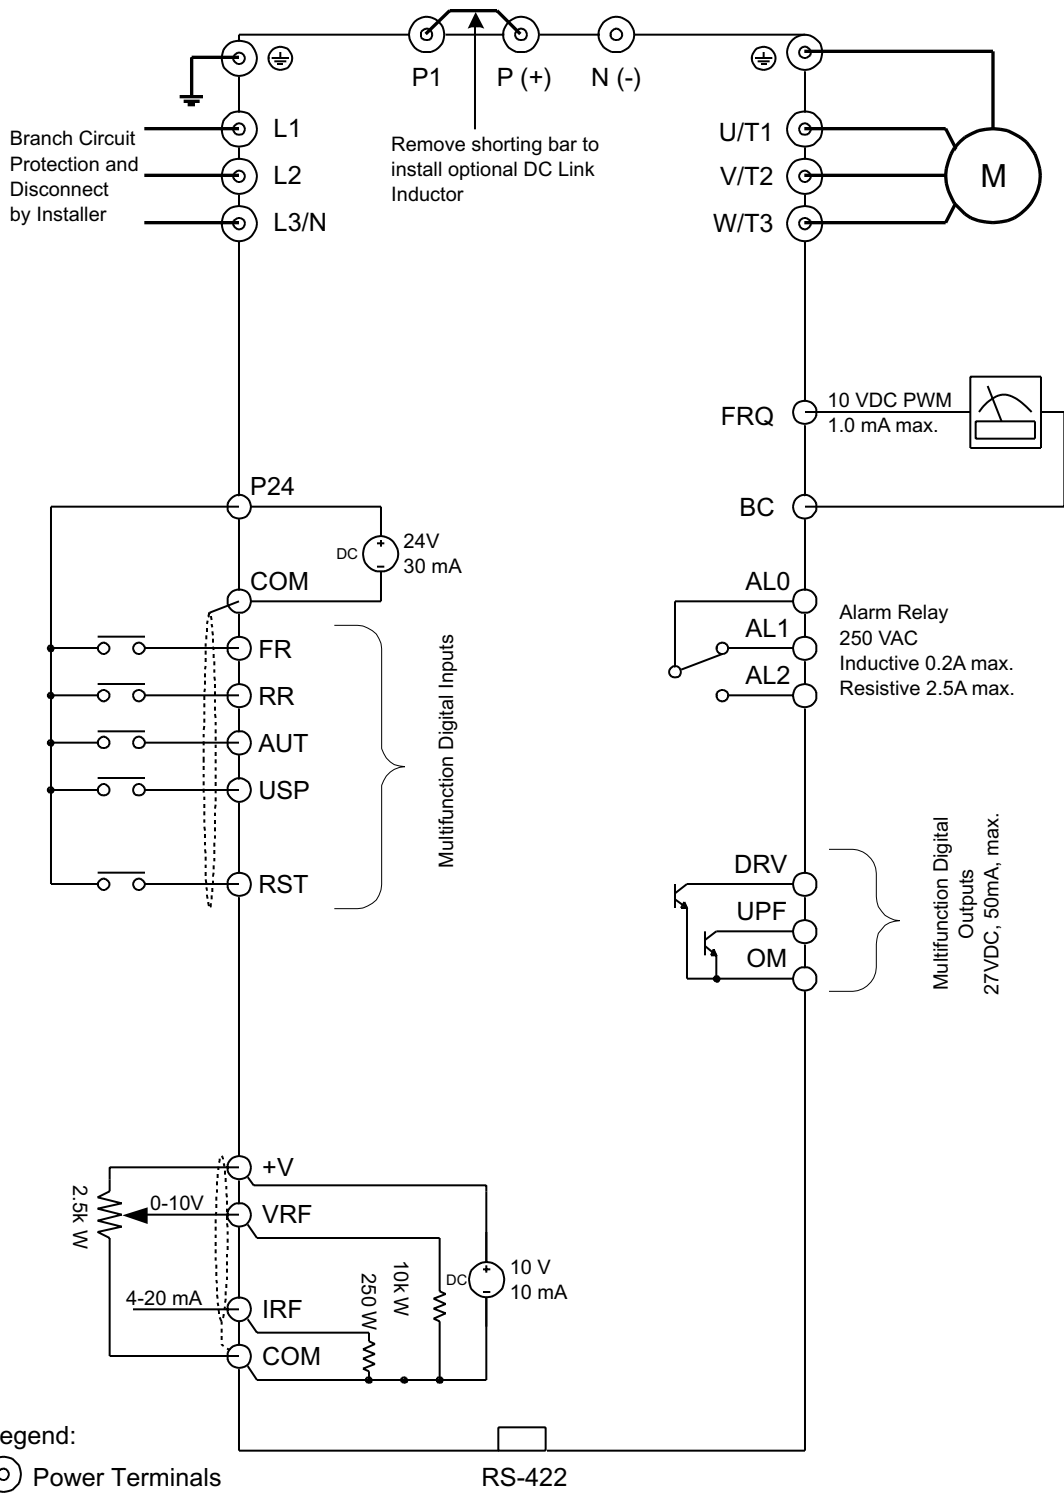 P1
P (+)
N (-)
Branch Circuit
Protection and
Disconnect
by Installer
L1
L2
L3/N
Remove shorting bar to
install optional DC Link
Inductor
U/T1
V/T2
W/T3
M
FRQ
10 VDC PWM
1.0 mA max.
BC
P24
DC
+
-
24V
30 mA
COM
FR
RR
AUT
USP
RST
Multifunction Digital Inputs
AL0
AL1
AL2
Alarm Relay
250 VAC
Inductive 0.2A max.
Resistive 2.5A max.
DRV
UPF
OM
Multifunction Digital
Outputs
27VDC, 50mA, max.
+V
2.5k W
0-10V
VRF
4-20 mA
IRF
COM
250 W
10k W
DC
+
-
10 V
10 mA
egend:
Power Terminals
RS-422